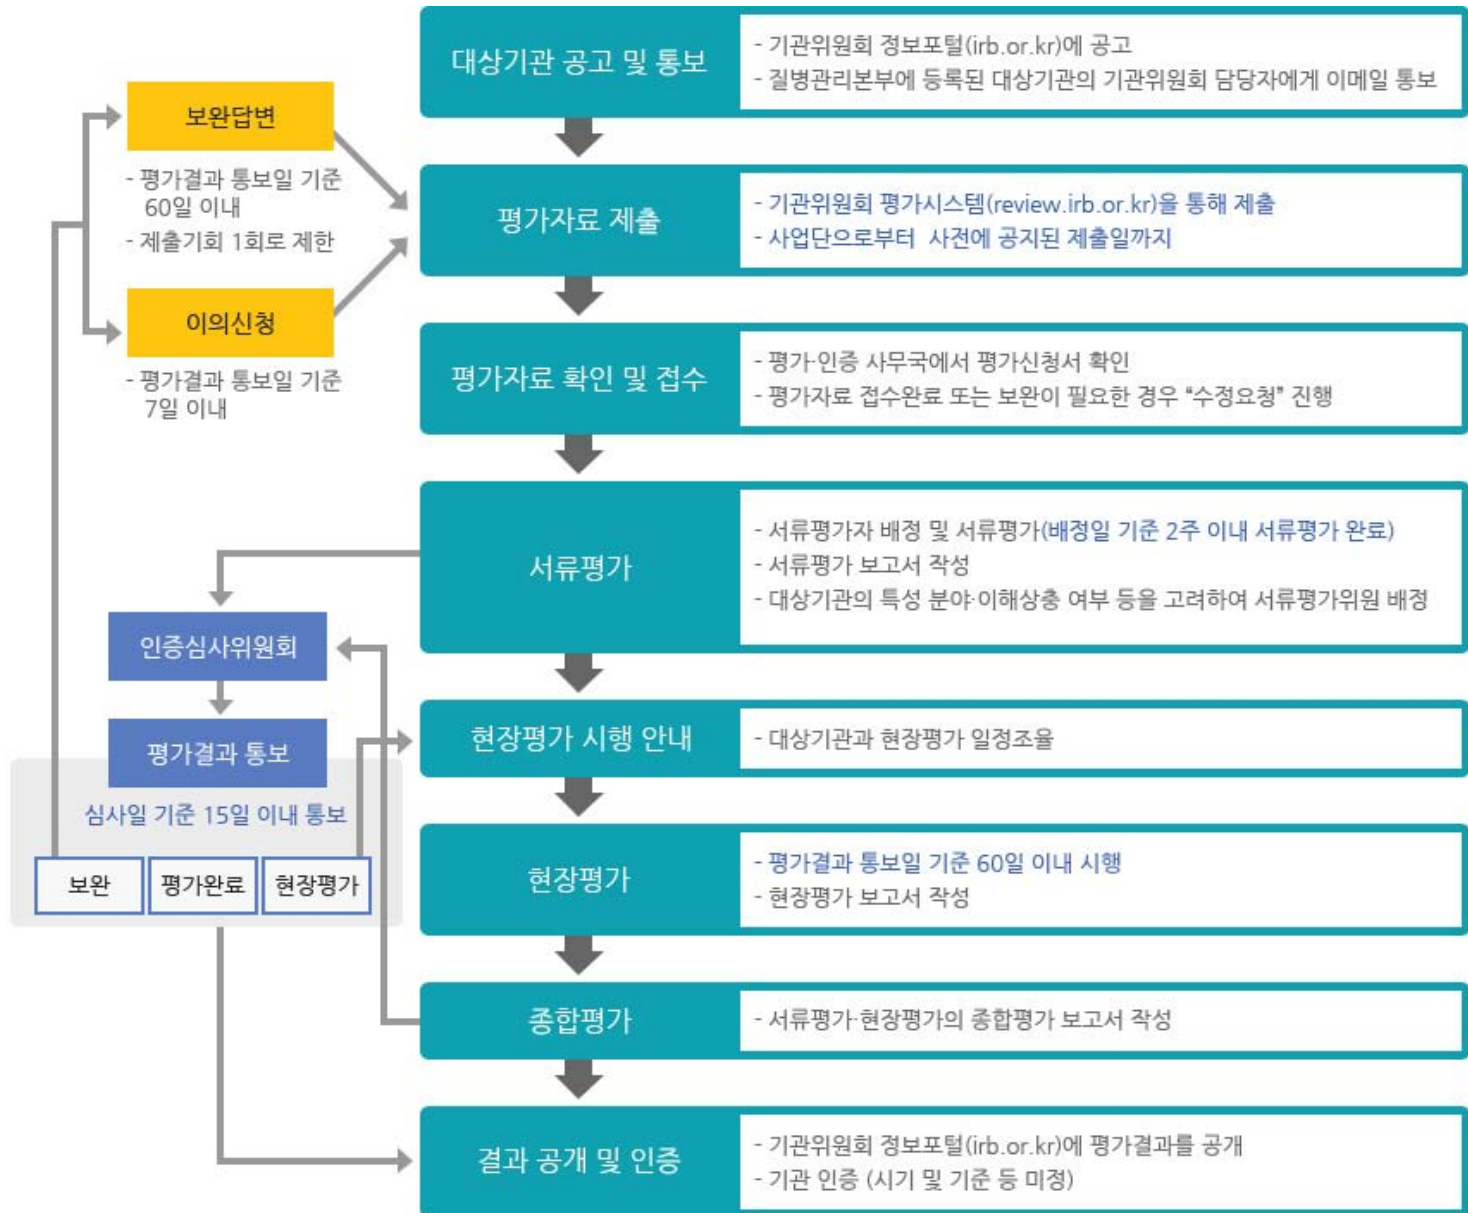 대상기관 공고 및 통보
- 기관위원회 정보포털(irb.or.kr)에 공고
- 질병관리본부에 등록된 대상기관의 기관위원회 담당자에게 이메일 통보
보완답변
- 평가결과 통보일 기준
60일 이내
- 제출기회 1회로 제한
평가자료 제출
- 기관위원회 평가시스템(review.irb.or.kr)을 통해 제출
- 사업단으로부터 사전에 공지된 제출일까지
이의신청
- 평가결과 통보일 기준
7일 이내
평가자료 확인 및 접수
- 평가·인증 사무국에서 평가신청서 확인
- 평가자료 접수완료 또는 보완이 필요한 경우 “수정요청” 진행
서류평가
- 서류평가자 배정 및 서류평가(배정일 기준 2주 이내 서류평가 완료)
- 서류평가 보고서 작성
- 대상기관의 특성 분야·이해상충 여부 등을 고려하여 서류평가위원 배정
인증심사위원회
평가결과 통보
심사일 기준 15일 이내 통보
보완
평가완료
현장평가
현장평가 시행 안내
- 대상기관과 현장평가 일정조율
현장평가
- 평가결과 통보일 기준 60일 이내 시행
- 현장평가 보고서 작성
종합평가
- 서류평가·현장평가의 종합평가 보고서 작성
결과 공개 및 인증
- 기관위원회 정보포털(irb.or.kr)에 평가결과를 공개
- 기관 인증 (시기 및 기준 등 미정)